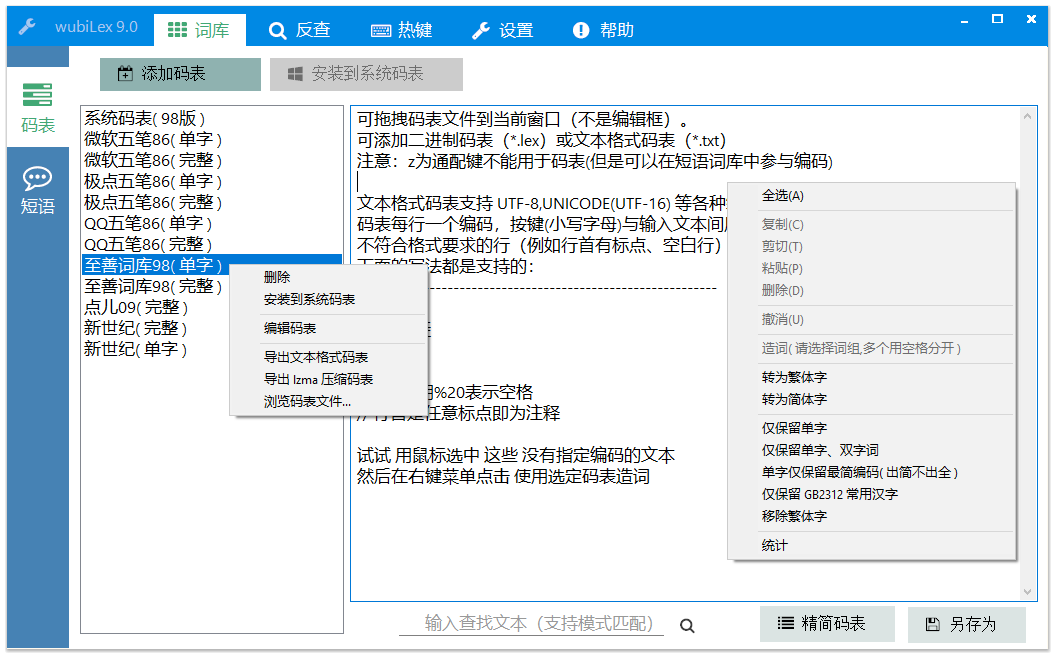 wubiLex 9.0
词库
反查
热键
设置
帮助
码表
短语
添加码表
安装到系统码表
系统码表( 98版 )
微软五笔86( 单字 )
微软五笔86( 完整 )
极点五笔86( 单字 )
极点五笔86( 完整 )
QQ五笔86( 单字 )
QQ五笔86( 完整 )
至善词库98( 单字 )
至善词库98( 完整 )
点儿09( 完整 )
新世纪( 完整 )
新世纪( 单字 )
删除
安装到系统码表
编辑码表
导出文本格式码表
导出 lzma 压缩码表
浏览码表文件...
可拖拽码表文件到当前窗口（不是编辑框）。
可添加二进制码表（*.lex）或文本格式码表（*.txt）
注意：z为通配键不能用于码表(但是可以在短语词库中参与编码)
文本格式码表支持 UTF-8,UNICODE(UTF-16) 等各种
码表每行一个编码，按键(小写字母)与输入文本间
不符合格式要求的行（例如行首有标点、空白行）
写法都是支持的：
------------------------------------------------
%20表示空格
任意标点即为注释
试试 用鼠标选中 这些 没有指定编码的文本
然后在右键菜单点击 使用选定码表造词
全选(A)
复制(C)
剪切(T)
粘贴(P)
删除(D)
撤消(U)
造词( 请选择词组,多个用空格分开 )
转为繁体字
转为简体字
仅保留单字
仅保留单字、双字词
单字仅保留最简编码( 出简不出全 )
仅保留 GB2312 常用汉字
移除繁体字
统计
输入查找文本（支持模式匹配）
精简码表
另存为